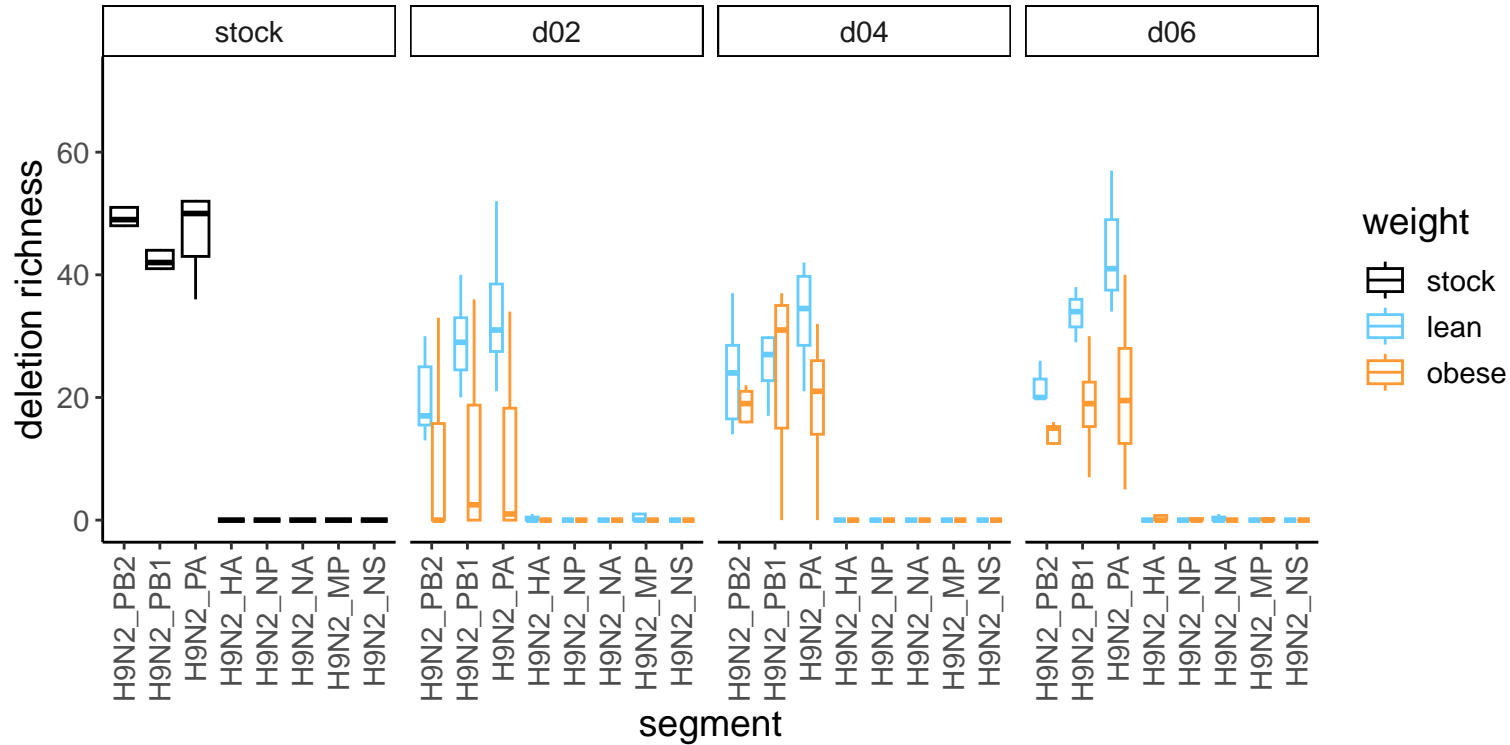 stock d02 d04 d06
deletion richness
60
40
20
0
H9N2_PB2 H9N2_PB1 H9N2_PA H9N2_HA H9N2_NP H9N2_NA H9N2_MP H9N2_NS H9N2_PB2 H9N2_PB1 H9N2_PA H9N2_HA H9N2_NP H9N2_NA H9N2_MP H9N2_NS H9N2_PB2 H9N2_PB1 H9N2_PA H9N2_HA H9N2_NP H9N2_NA H9N2_MP H9N2_NS H9N2_PB2 H9N2_PB1 H9N2_PA H9N2_HA H9N2_NP H9N2_NA H9N2_MP H9N2_NS
segment
weight
stock
lean
obese